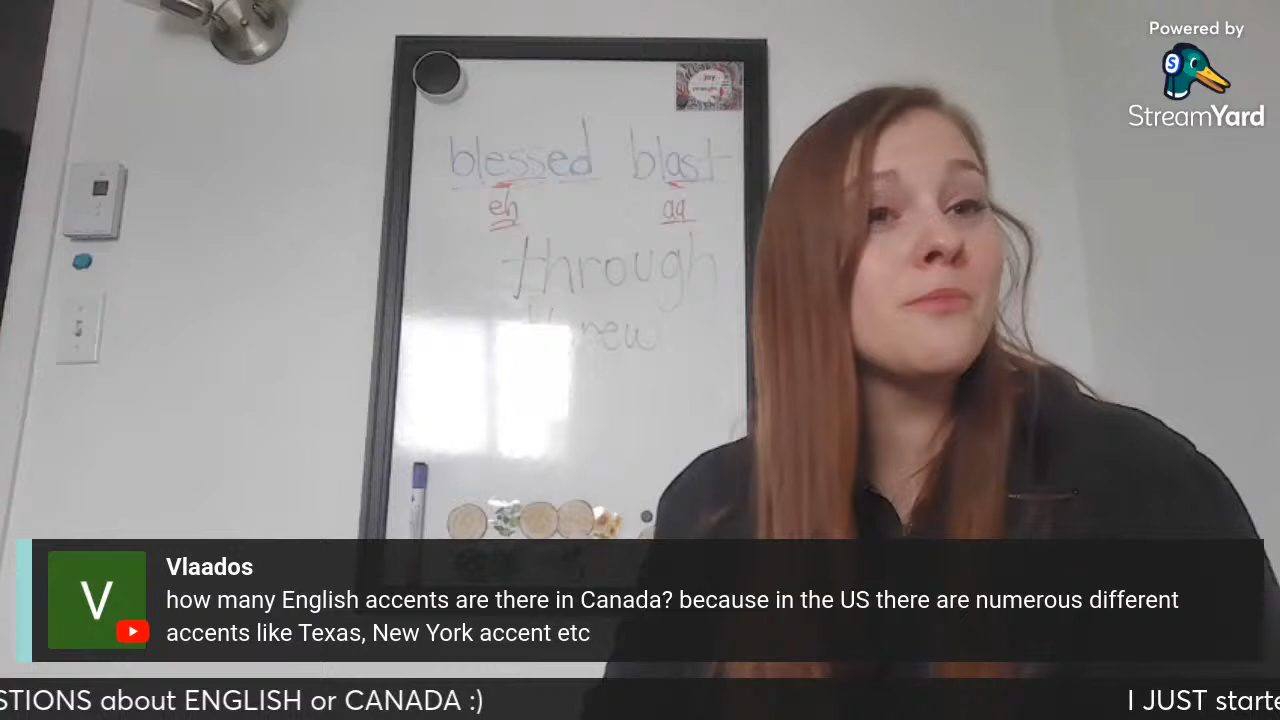 Powered by
StreamYard
blessed blast
eh aa
through
threw
V
Vlaados
how many English accents are there in Canada? because in the US there are numerous different
accents like Texas, New York accent etc
STIONS about ENGLISH or CANADA :) I JUST starte